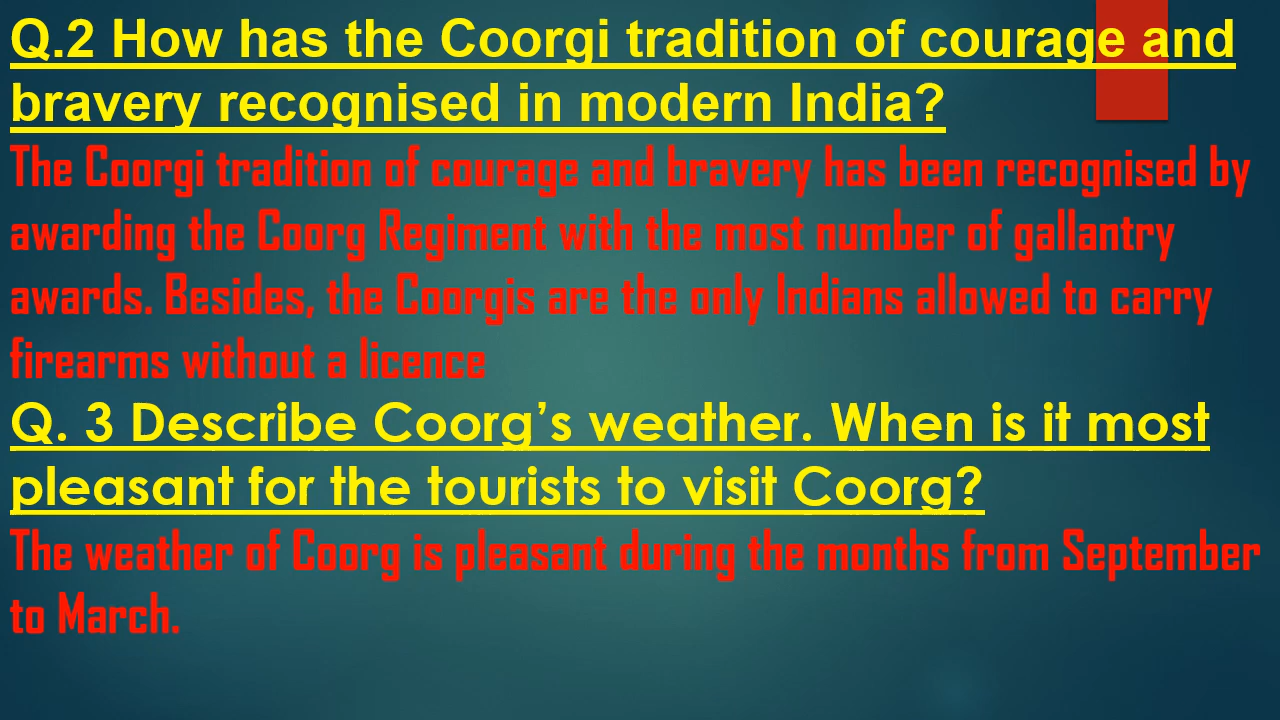 Q.2 How has the Coorgi tradition of courage and
bravery recognised in modern India?
The Coorgi tradition of courage and bravery has been recognised by
awarding the Coorg Regiment with the most number of gallantry
awards. Besides, the Coorgis are the only Indians allowed to carry
firearms without a licence
Q. 3 Describe Coorg’s weather. When is it most
pleasant for the tourists to visit Coorg?
The weather of Coorg is pleasant during the months from September
to March.